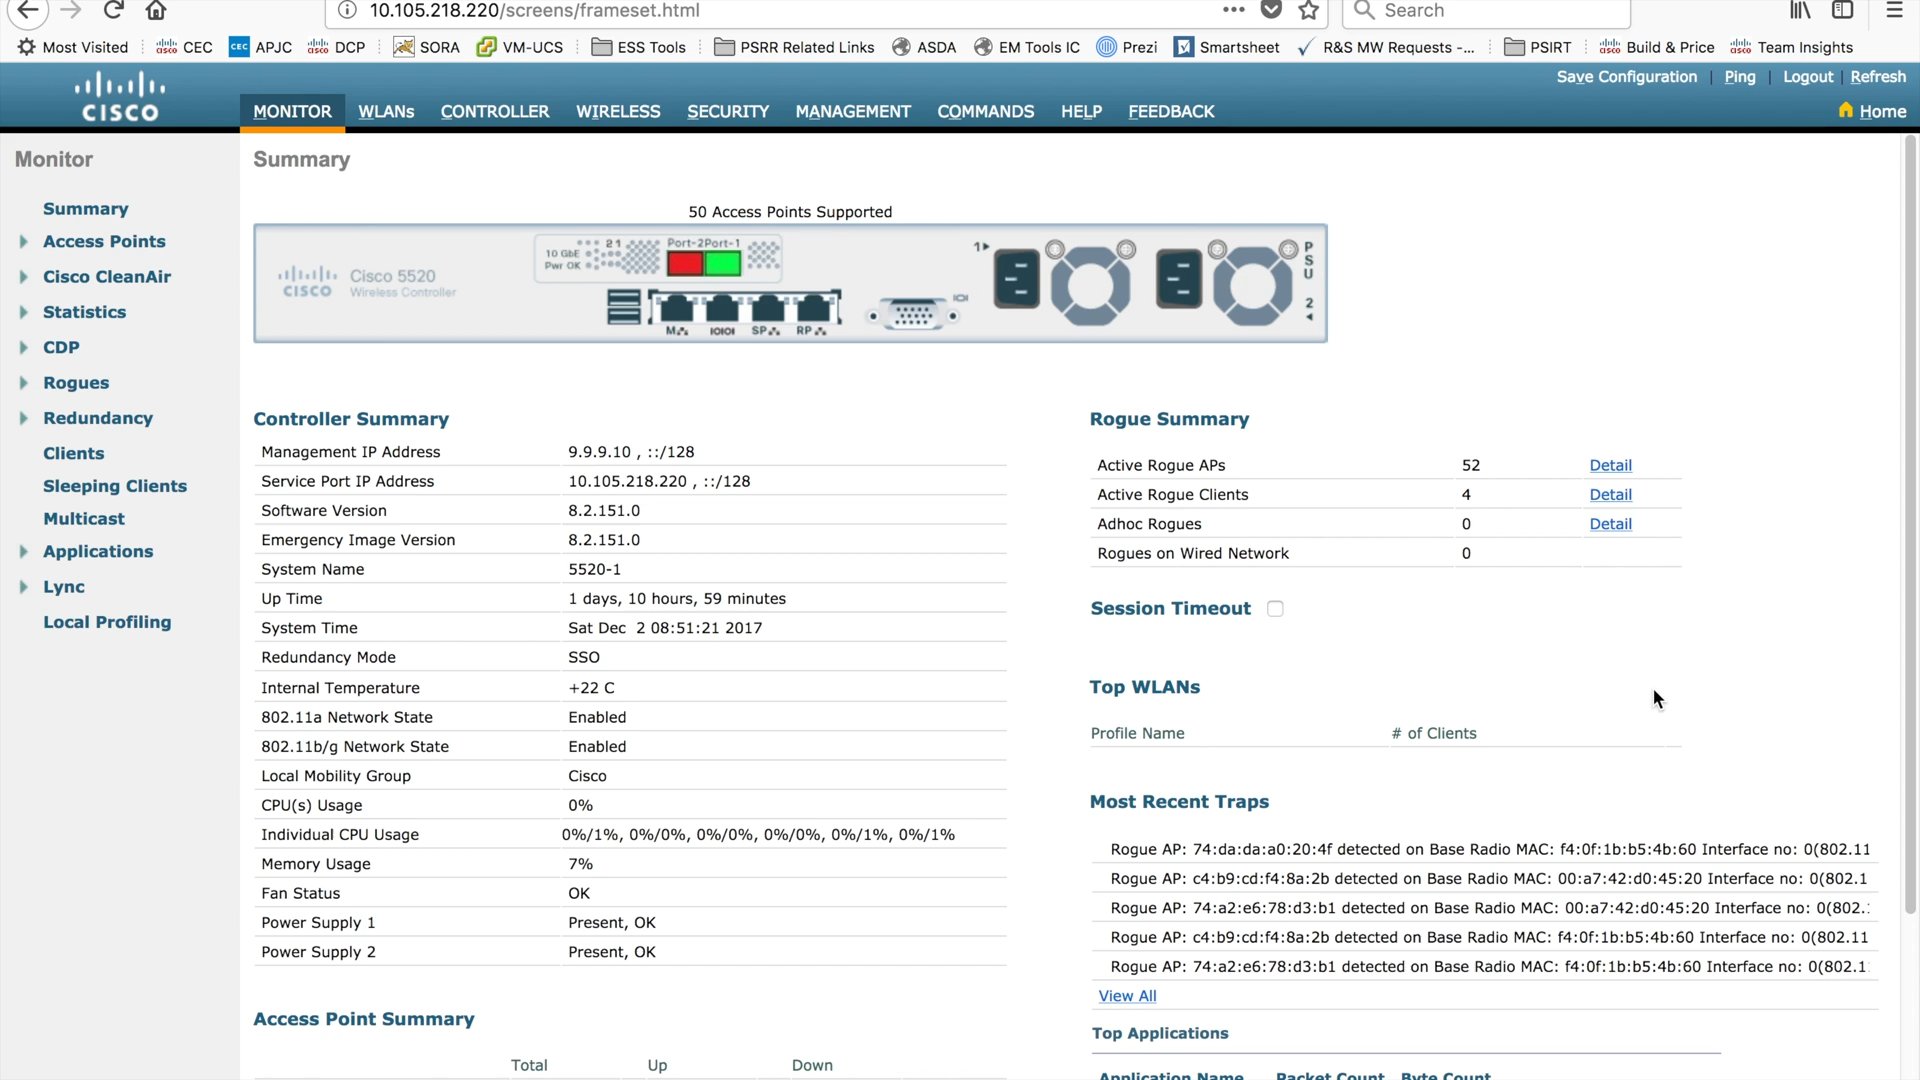 10.105.218.220/screens/frameset.html
Search
Most Visited CEC APJC DCP SORA VM-UCS ESS Tools PSRR Related Links ASDA EM Tools IC Prezi Smartsheet R&S MW Requests -... PSIRT Build & Price Team Insights
Save Configuration Ping Logout Refresh
CISCO
MONITOR WLANs CONTROLLER WIRELESS SECURITY MANAGEMENT COMMANDS HELP FEEDBACK
Home
Monitor
Summary
Access Points
Cisco CleanAir
Statistics
CDP
Rogues
Redundancy
Clients
Sleeping Clients
Multicast
Applications
Lync
Local Profiling
Summary
50 Access Points Supported
CISCO
Cisco 5520
Wireless Controller
10 GbE
Pwr OK
2 1
Port-2Port-1
M
IOIOI
SP
RP
1
PSU
2
Controller Summary
Management IP Address 9.9.9.10 , ::/128
Service Port IP Address 10.105.218.220 , ::/128
Software Version 8.2.151.0
Emergency Image Version 8.2.151.0
System Name 5520-1
Up Time 1 days, 10 hours, 59 minutes
System Time Sat Dec 2 08:51:21 2017
Redundancy Mode SSO
Internal Temperature +22 C
802.11a Network State Enabled
802.11b/g Network State Enabled
Local Mobility Group Cisco
CPU(s) Usage 0%
Individual CPU Usage 0%/1%, 0%/0%, 0%/0%, 0%/0%, 0%/1%, 0%/1%
Memory Usage 7%
Fan Status OK
Power Supply 1 Present, OK
Power Supply 2 Present, OK
Access Point Summary
Total Up Down
Rogue Summary
Active Rogue APs 52 Detail
Active Rogue Clients 4 Detail
Adhoc Rogues 0 Detail
Rogues on Wired Network 0
Session Timeout
Top WLANs
Profile Name # of Clients
Most Recent Traps
Rogue AP: 74:da:da:a0:20:4f detected on Base Radio MAC: f4:0f:1b:b5:4b:60 Interface no: 0(802.11
Rogue AP: c4:b9:cd:f4:8a:2b detected on Base Radio MAC: 00:a7:42:d0:45:20 Interface no: 0(802.1
Rogue AP: 74:a2:e6:78:d3:b1 detected on Base Radio MAC: 00:a7:42:d0:45:20 Interface no: 0(802.
Rogue AP: c4:b9:cd:f4:8a:2b detected on Base Radio MAC: f4:0f:1b:b5:4b:60 Interface no: 0(802.11
Rogue AP: 74:a2:e6:78:d3:b1 detected on Base Radio MAC: f4:0f:1b:b5:4b:60 Interface no: 0(802.1
View All
Top Applications
Application Name Packet Count Byte Count